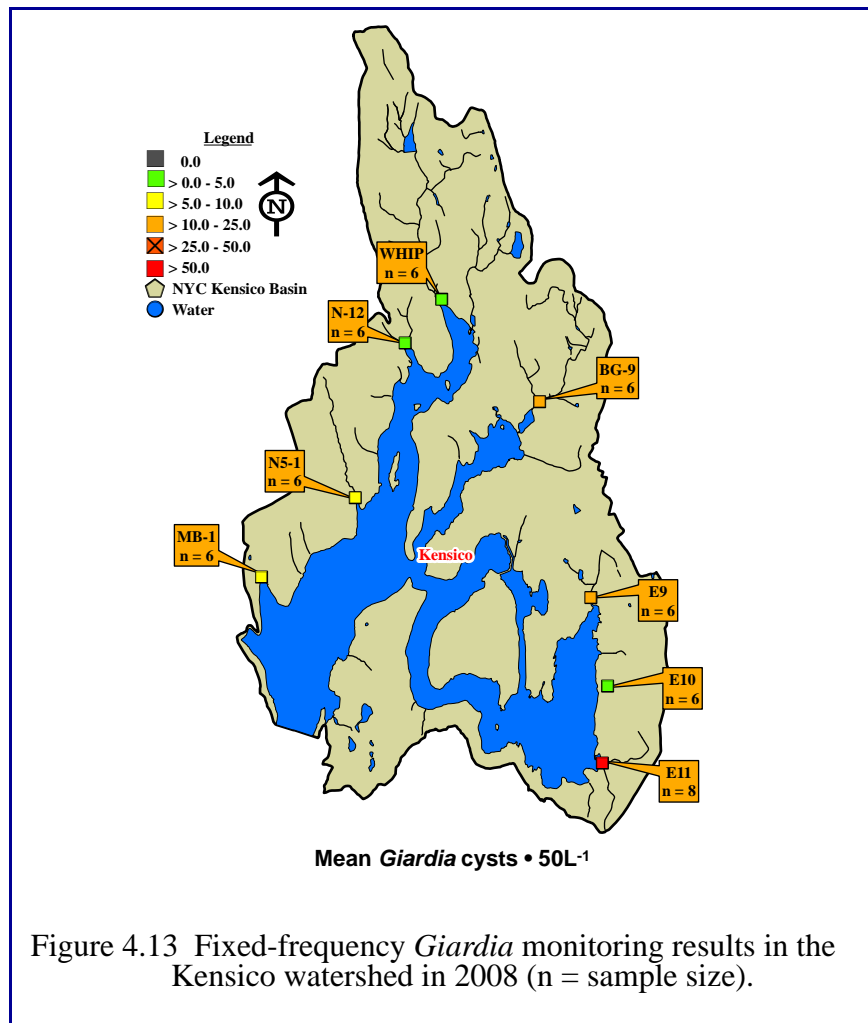 Legend
0.0
> 0.0 - 5.0
> 5.0 - 10.0
> 10.0 - 25.0
> 25.0 - 50.0
> 50.0
NYC Kensico Basin
Water
N
WHIP
n = 6
N-12
n = 6
BG-9
n = 6
N5-1
n = 6
MB-1
n = 6
Kensico
E9
n = 6
E10
n = 6
E11
n = 8
Mean Giardia cysts • 50L-1
Figure 4.13 Fixed-frequency Giardia monitoring results in the
Kensico watershed in 2008 (n = sample size).